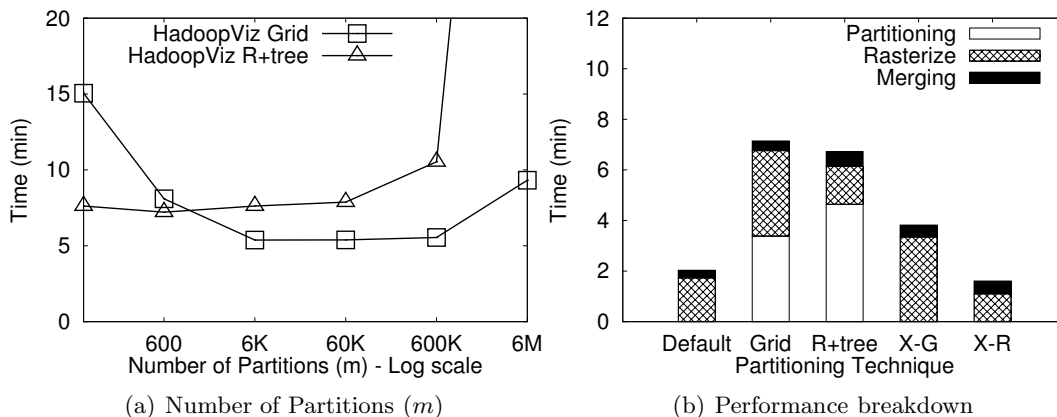 20
15
10
5
0
Time (min)
HadoopViz Grid
HadoopViz R+tree
600 6K 60K 600K 6M
Number of Partitions (m) - Log scale
(a) Number of Partitions (m)
12
10
8
6
4
2
0
Time (min)
Partitioning
Rasterize
Merging
Default Grid R+tree X-G X-R
Partitioning Technique
(b) Performance breakdown